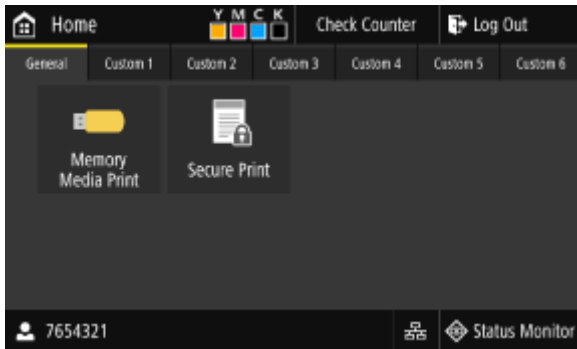 Home
Y M C K
Check Counter
Log Out
General
Custom 1
Custom 2
Custom 3
Custom 4
Custom 5
Custom 6
Memory
Media Print
Secure Print
7654321
Status Monitor